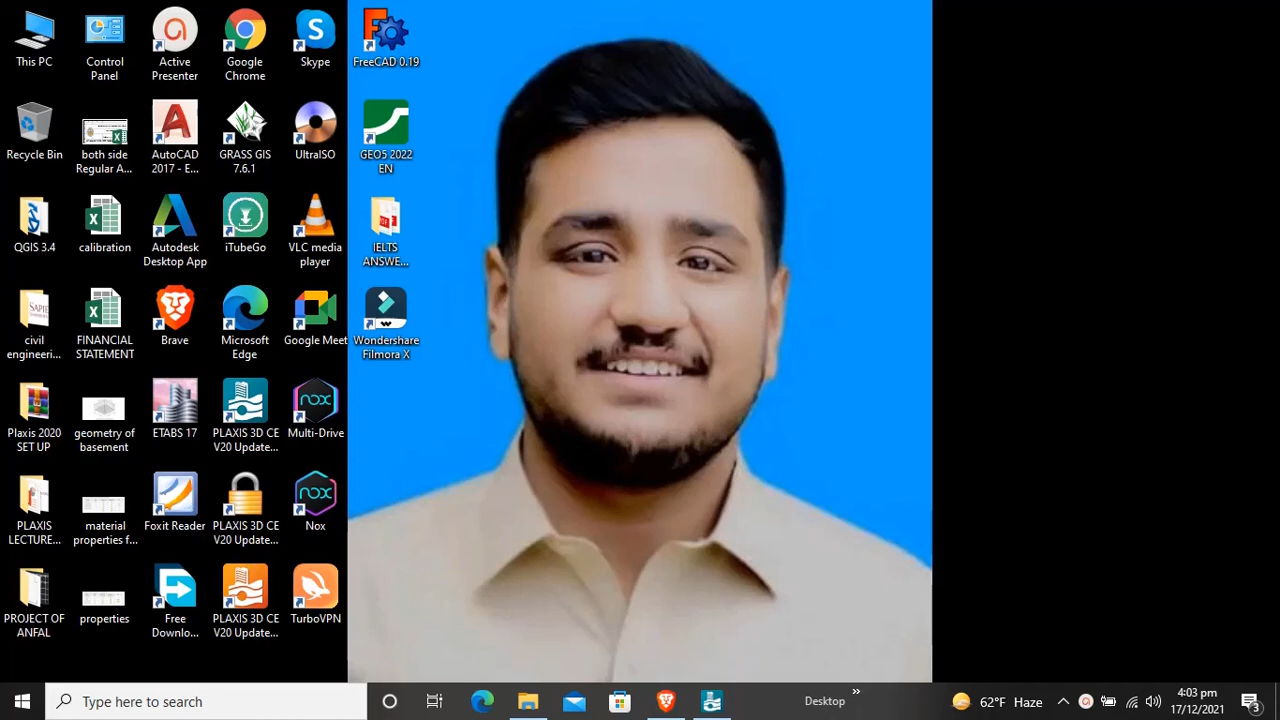 This PC
Control
Panel
Active
Presenter
Google
Chrome
Skype
FreeCAD 0.19
Recycle Bin
both side
Regular A...
AutoCAD
2017 - E...
GRASS GIS
7.6.1
UltraISO
GEO5 2022
EN
QGIS 3.4
calibration
Autodesk
Desktop App
iTubeGo
VLC media
player
IELTS
ANSWE...
civil
engineeri...
FINANCIAL
STATEMENT
Brave
Microsoft
Edge
Google Meet
Wondershare
Filmora X
Plaxis 2020
SET UP
geometry of
basement
ETABS 17
PLAXIS 3D CE
V20 Update...
nox
Multi-Drive
PLAXIS
LECTURE...
material
properties f...
Foxit Reader
PLAXIS 3D CE
V20 Update...
nox
Nox
PROJECT OF
ANFAL
properties
Free
Downlo...
PLAXIS 3D CE
V20 Update...
TurboVPN
Type here to search
Desktop
62°F Haze
4:03 pm
17/12/2021
3